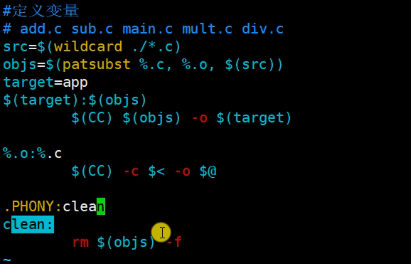 #定义变量
# add.c sub.c main.c mult.c div.c
src=$(wildcard ./*.c)
objs=$(patsubst %.c, %.o, $(src))
target=app
$(target):$(objs)
$(CC) $(objs) -o $(target)
%.o:%.c
$(CC) -c $< -o $@
.PHONY:clean
clean:
rm $(objs) -f
~